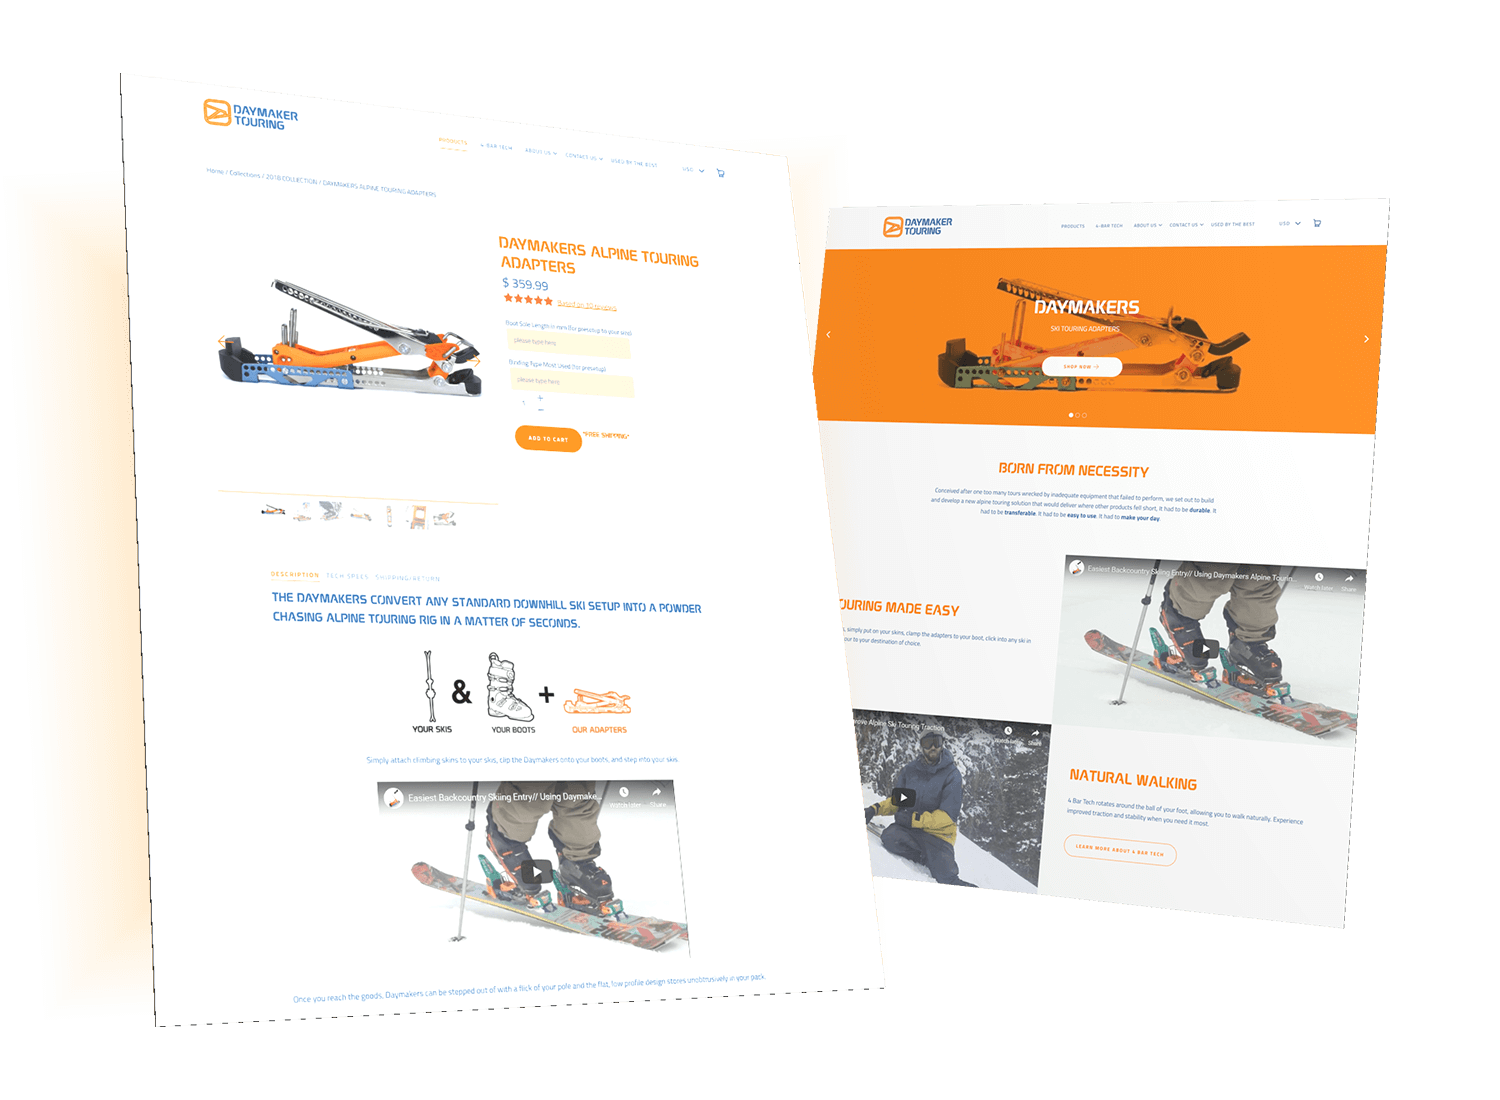 DAYMAKER
TOURING
PRODUCTS
4-BAR TECH
ABOUT US
CONTACT US
USED BY THE BEST
USD
Home / Collections / 2018 COLLECTION / DAYMAKERS ALPINE TOURING ADAPTERS
DAYMAKERS ALPINE TOURING
ADAPTERS
$ 359.99
Boot Sole Length in mm (for presetup to your skis)
please type here
Binding Type Most Used (for presetup)
please type here
+
−
ADD TO CART
*FREE SHIPPING*
DESCRIPTION
TECH SPECS
SHIPPING/RETURN
THE DAYMAKERS CONVERT ANY STANDARD DOWNHILL SKI SETUP INTO A POWDER
CHASING ALPINE TOURING RIG IN A MATTER OF SECONDS.
& +
YOUR SKIS
YOUR BOOTS
OUR ADAPTERS
Simply attach climbing skins to your skis, clip the Daymakers onto your boots, and step into your skis.
Easiest Backcountry Skiing Entry// Using Daymake...
Watch later
Share
Once you reach the goods, Daymakers can be stepped out of with a flick of your pole and the flat, low profile design stores unobtrusively in your pack.
DAYMAKER
TOURING
PRODUCTS
4-BAR TECH
ABOUT US
CONTACT US
USED BY THE BEST
USD
DAYMAKERS
SKI TOURING ADAPTERS
SHOP NOW
BORN FROM NECESSITY
Conceived after one too many tours wrecked by inadequate equipment that failed to perform, we set out to build
and develop a new alpine touring solution that would deliver where other products fell short, it had to be durable. It
had to be transferable. It had to be easy to use. It had to make your day.
Easiest Backcountry Skiing Entry// Using Daymakers Alpine Tourin...
Watch later
Share
OURING MADE EASY
s, simply put on your skins, clamp the adapters to your boot, click into any ski in
our to your destination of choice.
rove Alpine Ski Touring Traction
Watch later
Share
NATURAL WALKING
4 Bar Tech rotates around the ball of your foot, allowing you to walk naturally. Experience
improved traction and stability when you need it most.
LEARN MORE ABOUT 4 BAR TECH